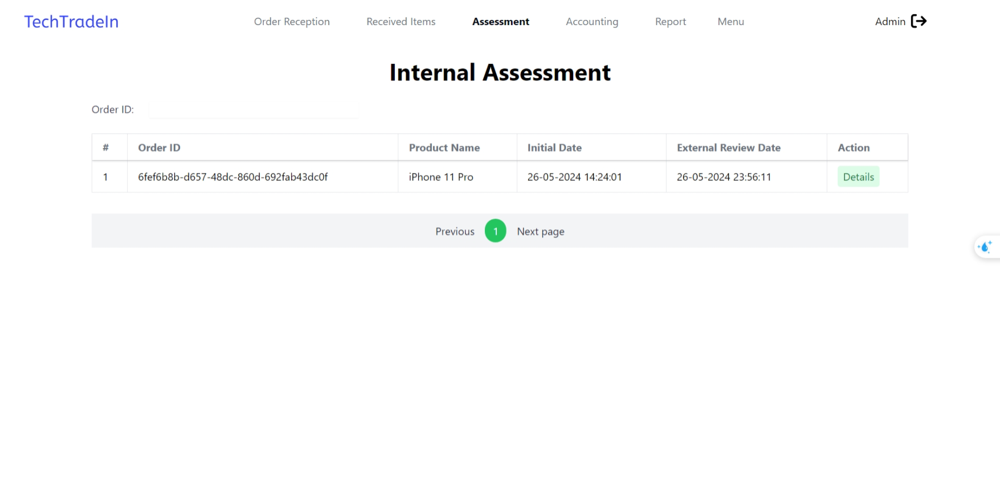 TechTradeIn Order Reception Received Items Assessment Accounting Report Menu Admin
Internal Assessment
Order ID:
# Order ID Product Name Initial Date External Review Date Action
1 6fef6b8b-d657-48dc-860d-692fab43dc0f iPhone 11 Pro 26-05-2024 14:24:01 26-05-2024 23:56:11 Details
Previous 1 Next page